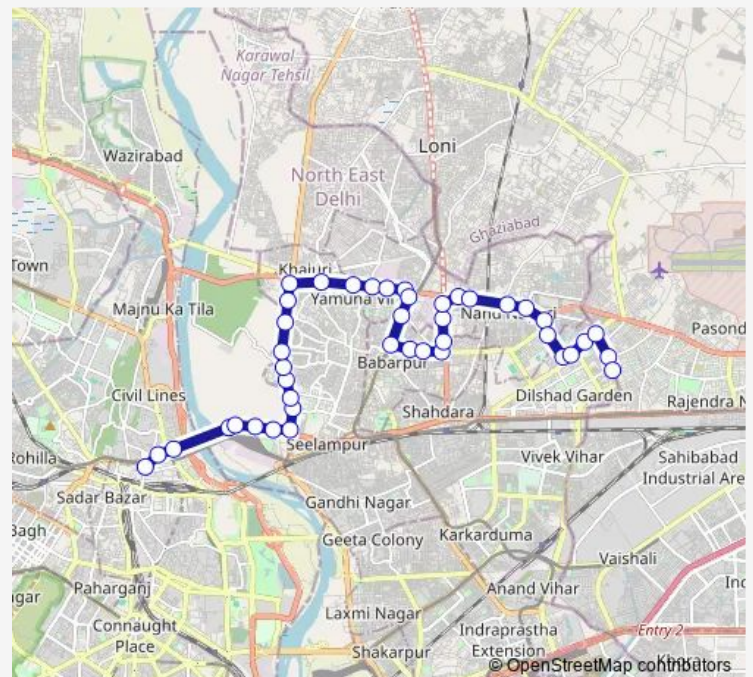 Karawal
Nagar Tehsil
Wazirabad
Loni
North East
Delhi
Ghaziabad
Town
Khajuri
Majnu Ka Tila
Yamuna Vi
Nand N
Pasond
Babarpur
Civil Lines
Dilshad Garden
Rajendra N
Shahdara
Seelampur
Rohilla
Vivek Vihar
Sahibabad
Industrial Are
Sadar Bazar
Gandhi Nagar
Bagh
Geeta Colony
Karkarduma
Vaishali
Paharganj
Anand Vihar
Inc
gar
Connaught
Place
Laxmi Nagar
Indraprastha
Extension
Entry 2
Shakarpur
© OpenStreetMap contributors